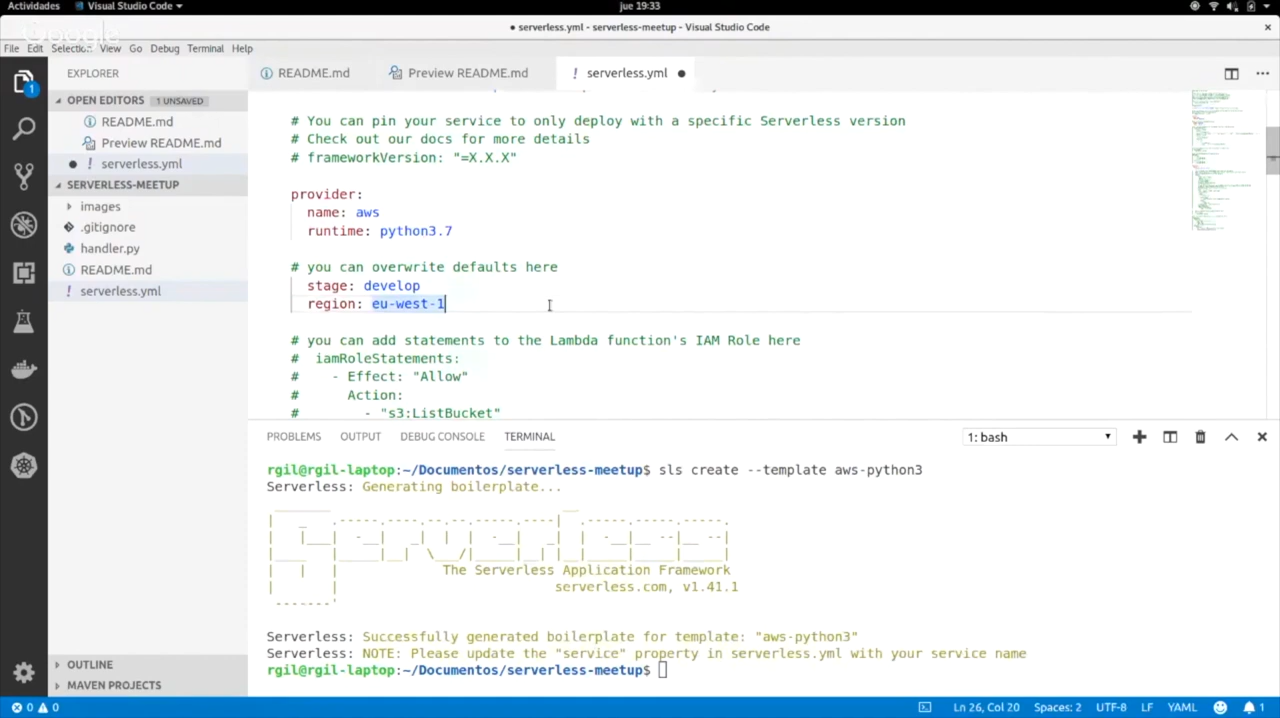 Actividades Visual Studio Code jue 19:33
serverless.yml - serverless-meetup - Visual Studio Code
Google
File Edit Selection View Go Debug Terminal Help
EXPLORER
README.md Preview README.md ! serverless.yml
OPEN EDITORS 1 UNSAVED
README.md
Preview README.md
! serverless.yml
SERVERLESS-MEETUP
images
.gitignore
handler.py
README.md
! serverless.yml
OUTLINE
MAVEN PROJECTS
1
# You can pin your service to only deploy with a specific Serverless version
# Check out our docs for more details
# frameworkVersion: "=X.X.X"
provider:
name: aws
runtime: python3.7
# you can overwrite defaults here
stage: develop
region: eu-west-1
# you can add statements to the Lambda function's IAM Role here
# iamRoleStatements:
# - Effect: "Allow"
# Action:
# - "s3:ListBucket"
PROBLEMS OUTPUT DEBUG CONSOLE TERMINAL 1: bash
rgil@rgil-laptop:~/Documentos/serverless-meetup$ sls create --template aws-python3
Serverless: Generating boilerplate...
The Serverless Application Framework
serverless.com, v1.41.1
Serverless: Successfully generated boilerplate for template: "aws-python3"
Serverless: NOTE: Please update the "service" property in serverless.yml with your service name
rgil@rgil-laptop:~/Documentos/serverless-meetup$
0 0 Ln 26, Col 20 Spaces: 2 UTF-8 LF YAML 1